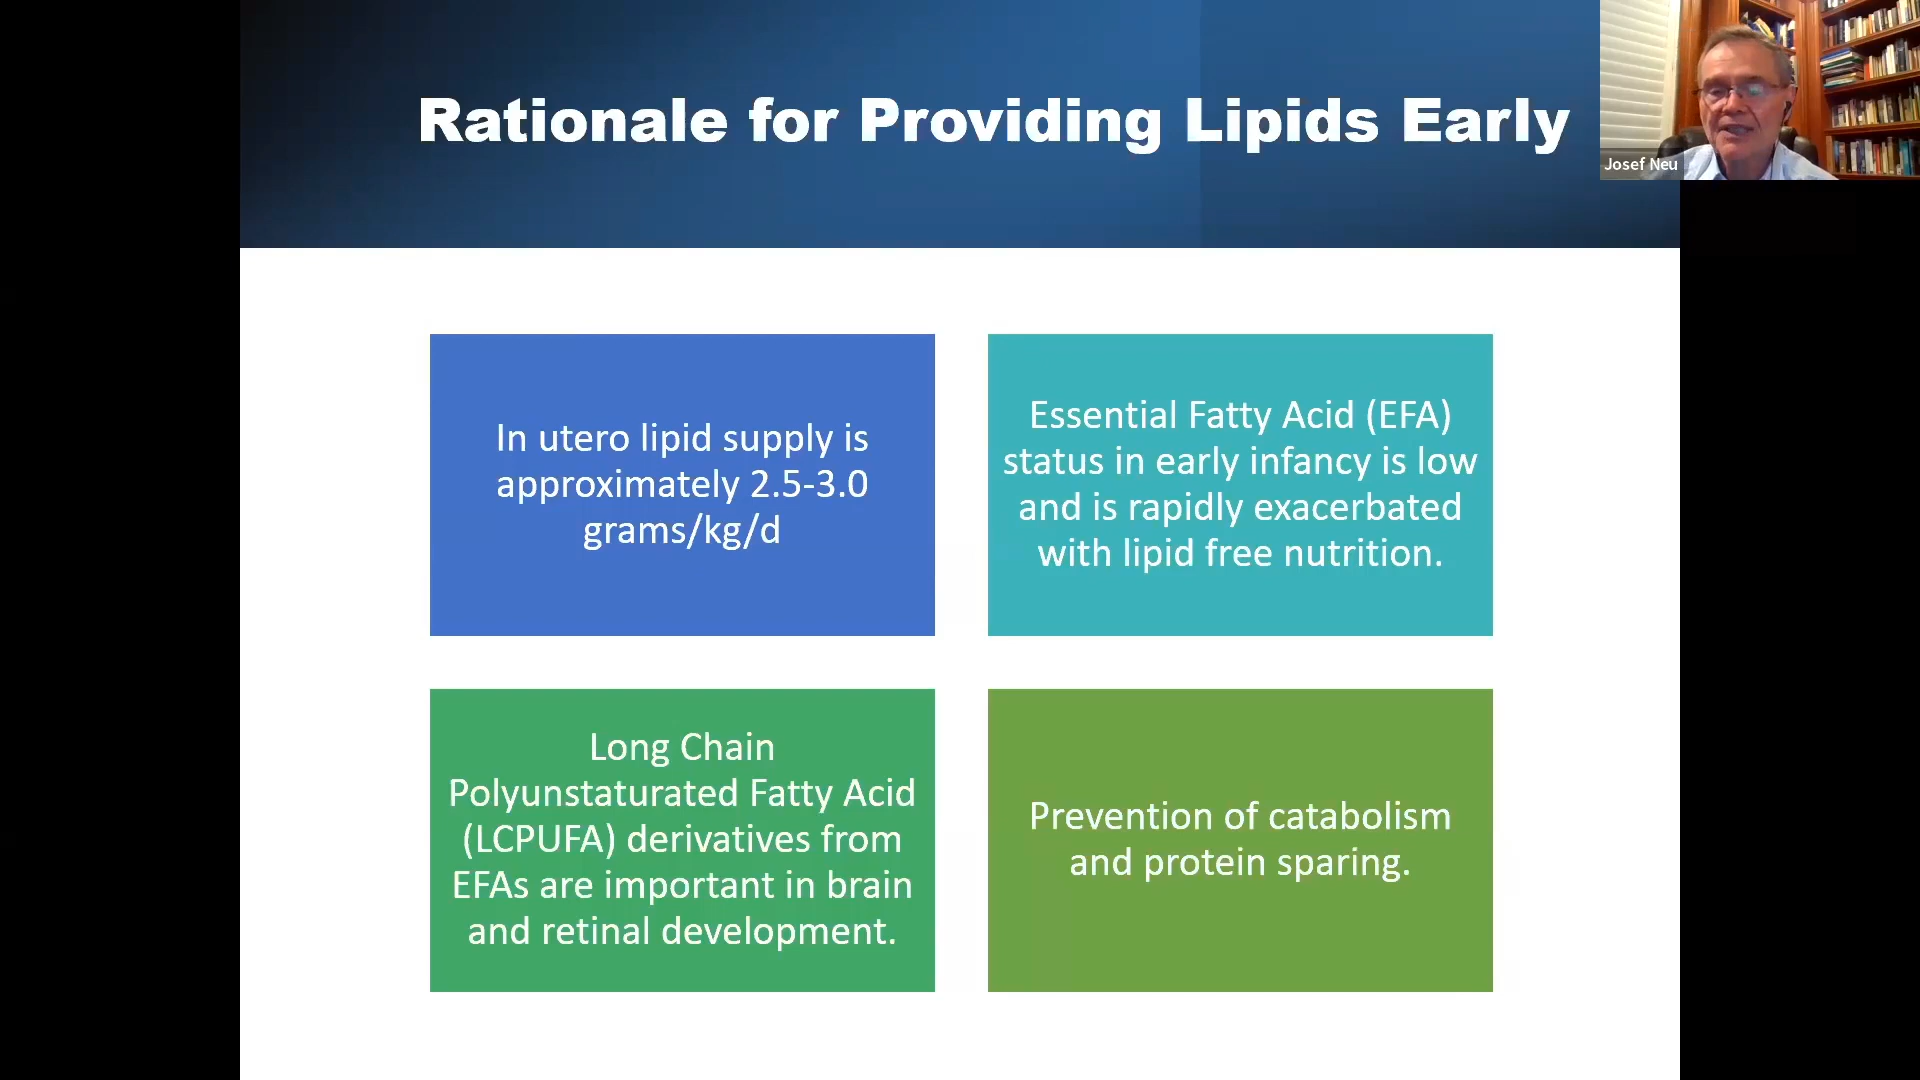 Rationale for Providing Lipids Early
Josef Neu
In utero lipid supply is
approximately 2.5-3.0
grams/kg/d
Essential Fatty Acid (EFA)
status in early infancy is low
and is rapidly exacerbated
with lipid free nutrition.
Long Chain
Polyunstaturated Fatty Acid
(LCPUFA) derivatives from
EFAs are important in brain
and retinal development.
Prevention of catabolism
and protein sparing.